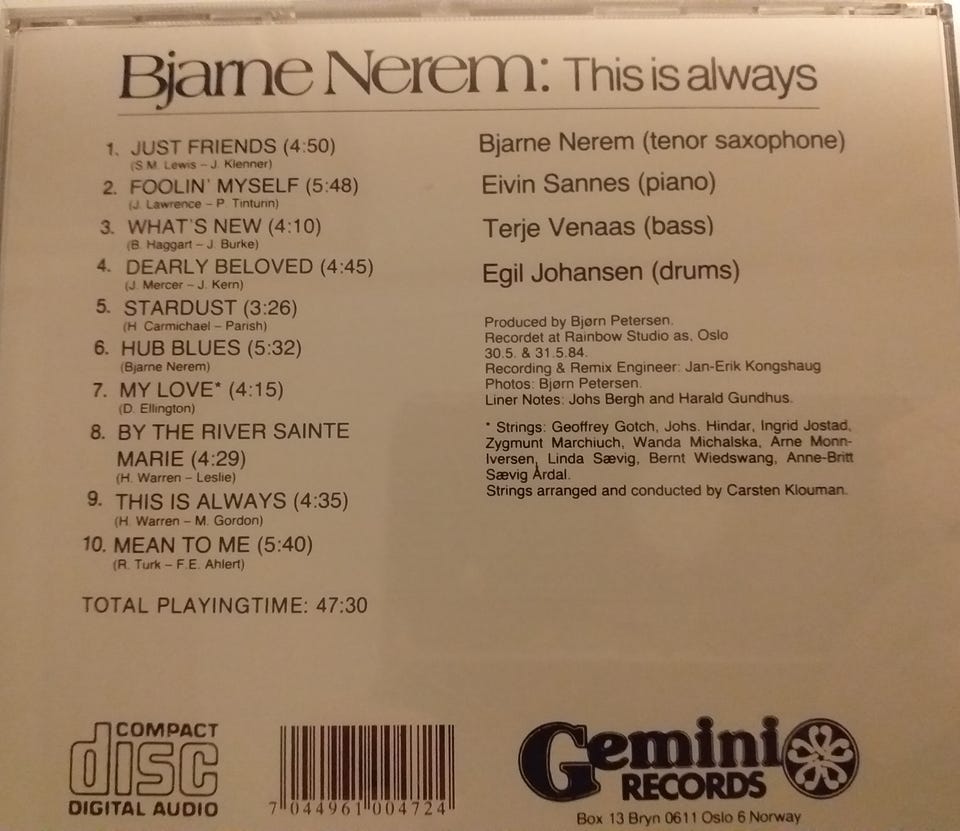 Bjarne Nerem: This is always
1. JUST FRIENDS (4:50)
(S.M. Lewis – J. Klenner)
2. FOOLIN' MYSELF (5:48)
(J. Lawrence – P. Tinturin)
3. WHAT'S NEW (4:10)
(B. Haggart – J. Burke)
4. DEARLY BELOVED (4:45)
(J. Mercer – J. Kern)
5. STARDUST (3:26)
(H. Carmichael – Parish)
6. HUB BLUES (5:32)
(Bjarne Nerem)
7. MY LOVE* (4:15)
(D. Ellington)
8. BY THE RIVER SAINTE
MARIE (4:29)
(H. Warren – Leslie)
9. THIS IS ALWAYS (4:35)
(H. Warren – M. Gordon)
10. MEAN TO ME (5:40)
(R. Turk – F.E. Ahlert)
TOTAL PLAYINGTIME: 47:30
Bjarne Nerem (tenor saxophone)
Eivin Sannes (piano)
Terje Venaas (bass)
Egil Johansen (drums)
Produced by Bjørn Petersen.
Recordet at Rainbow Studio as, Oslo
30.5. & 31.5.84.
Recording & Remix Engineer: Jan-Erik Kongshaug
Photos: Bjørn Petersen.
Liner Notes: Johs Bergh and Harald Gundhus.
* Strings: Geoffrey Gotch, Johs. Hindar, Ingrid Jostad,
Zygmunt Marchiuch, Wanda Michalska, Arne Monn-
Iversen, Linda Sævig, Bernt Wiedswang, Anne-Britt
Sævig Årdal.
Strings arranged and conducted by Carsten Klouman.
COMPACT
disc
DIGITAL AUDIO
7 044961 004724
Gemini
RECORDS
Box 13 Bryn 0611 Oslo 6 Norway